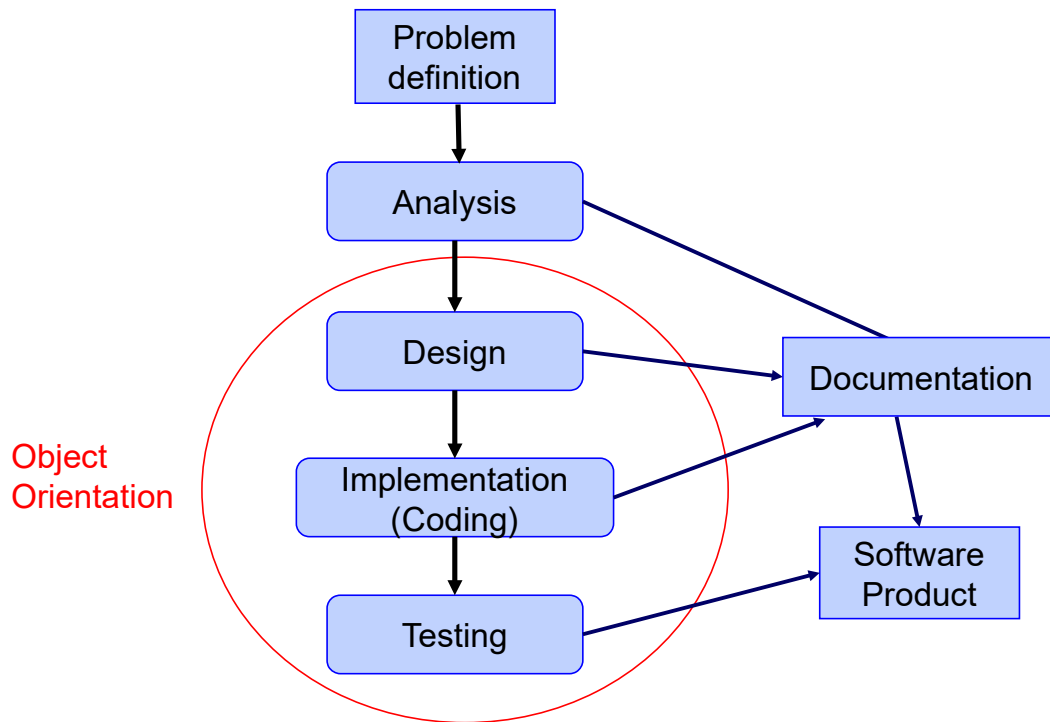 Problem
definition
Analysis
Design
Documentation
Object
Orientation
Implementation
(Coding)
Software
Product
Testing